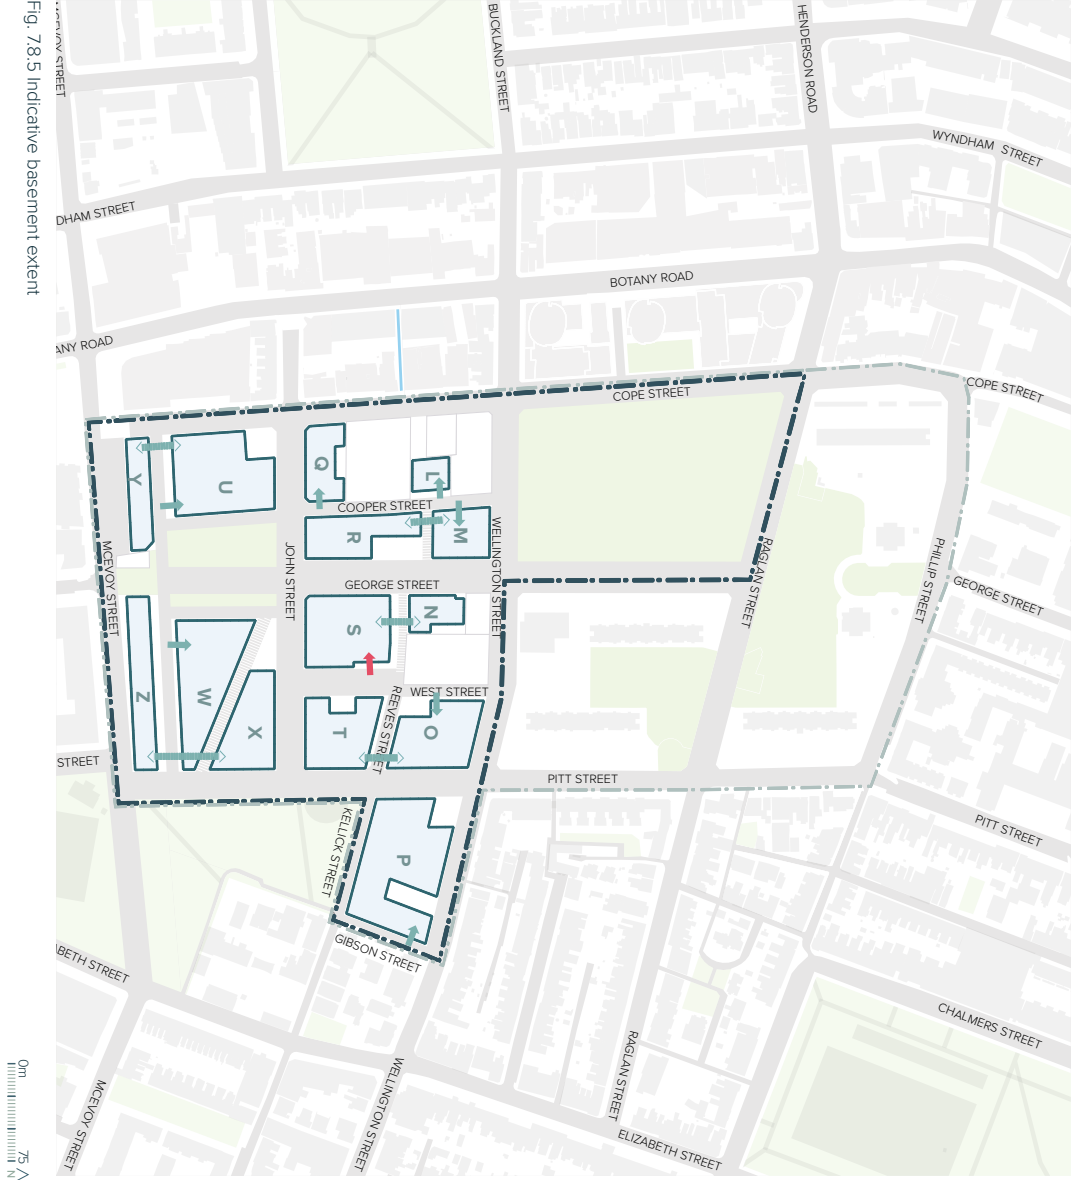 Fig. 7.8.5 Indicative basement extent
MCEVOY STREET
BUCKLAND STREET
HENDERSON ROAD
WYNDHAM STREET
DHAM STREET
BOTANY ROAD
ANY ROAD
COPE STREET
COPE STREET
Y
U
Q
L
COOPER STREET
R
M
WELLINGTON STREET
MCEVOY STREET
JOHN STREET
GEORGE STREET
RAGLAN STREET
PHILLIP STREET
GEORGE STREET
S
N
Z
W
X
WEST STREET
REEVES STREET
T
O
STREET
PITT STREET
PITT STREET
KELLICK STREET
P
GIBSON STREET
BETH STREET
CHALMERS STREET
MCEVOY STREET
WELLINGTON STREET
RAGLAN STREET
ELIZABETH STREET
0m
75
N